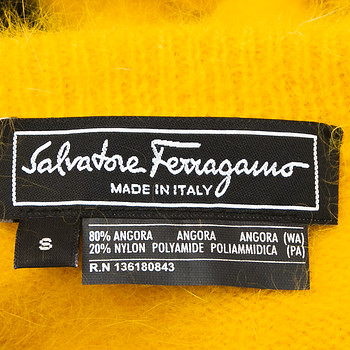 Salvatore Ferragamo
MADE IN ITALY
S
80% ANGORA ANGORA ANGORA (WA)
20% NYLON POLYAMIDE POLIAMMIDICA (PA)
R.N 136180843